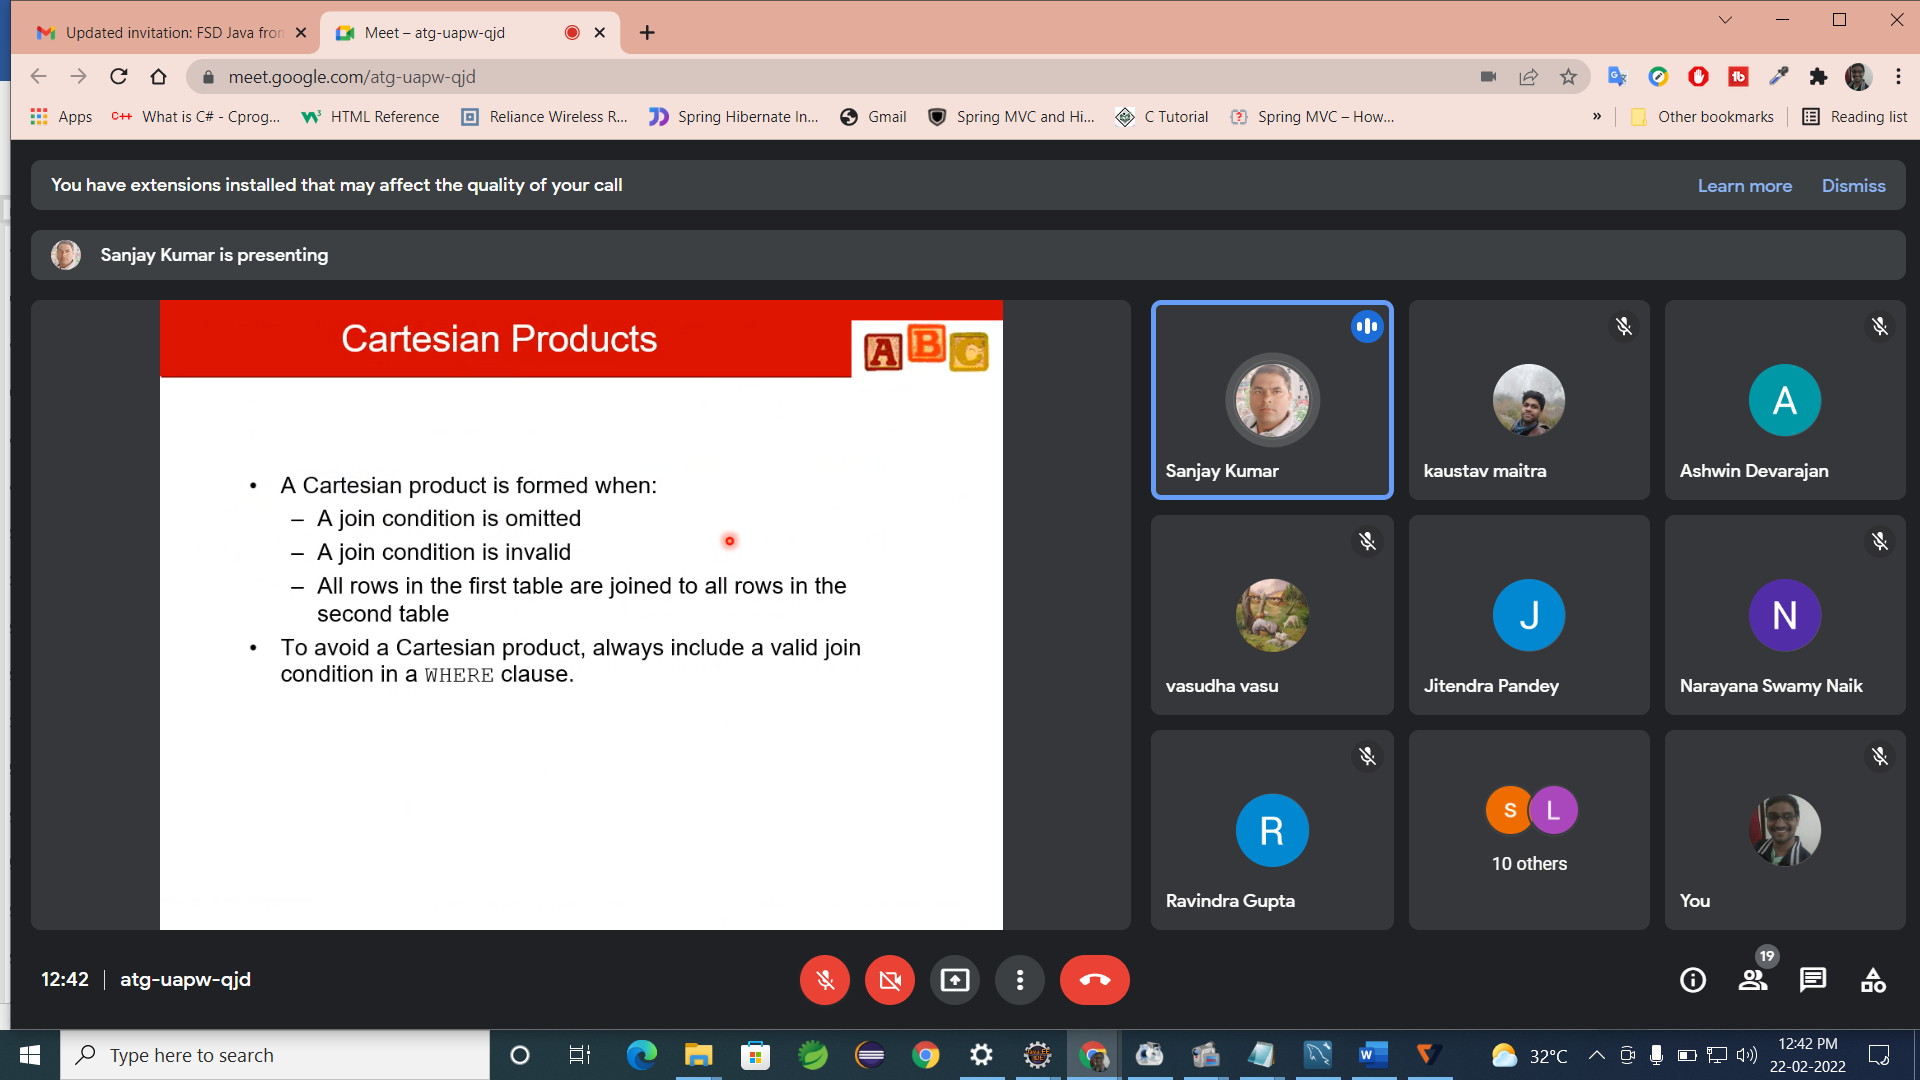 Updated invitation: FSD Java fron
Meet – atg-uapw-qjd
meet.google.com/atg-uapw-qjd
Apps
What is C# - Cprog...
HTML Reference
Reliance Wireless R...
Spring Hibernate In...
Gmail
Spring MVC and Hi...
C Tutorial
Spring MVC – How...
»
Other bookmarks
Reading list
You have extensions installed that may affect the quality of your call
Learn more
Dismiss
Sanjay Kumar is presenting
Cartesian Products
A B C
• A Cartesian product is formed when:
– A join condition is omitted
– A join condition is invalid
– All rows in the first table are joined to all rows in the
second table
• To avoid a Cartesian product, always include a valid join
condition in a WHERE clause.
Sanjay Kumar
kaustav maitra
A
Ashwin Devarajan
vasudha vasu
J
Jitendra Pandey
N
Narayana Swamy Naik
R
Ravindra Gupta
S L
10 others
You
12:42 | atg-uapw-qjd
19
Type here to search
32°C
12:42 PM
22-02-2022